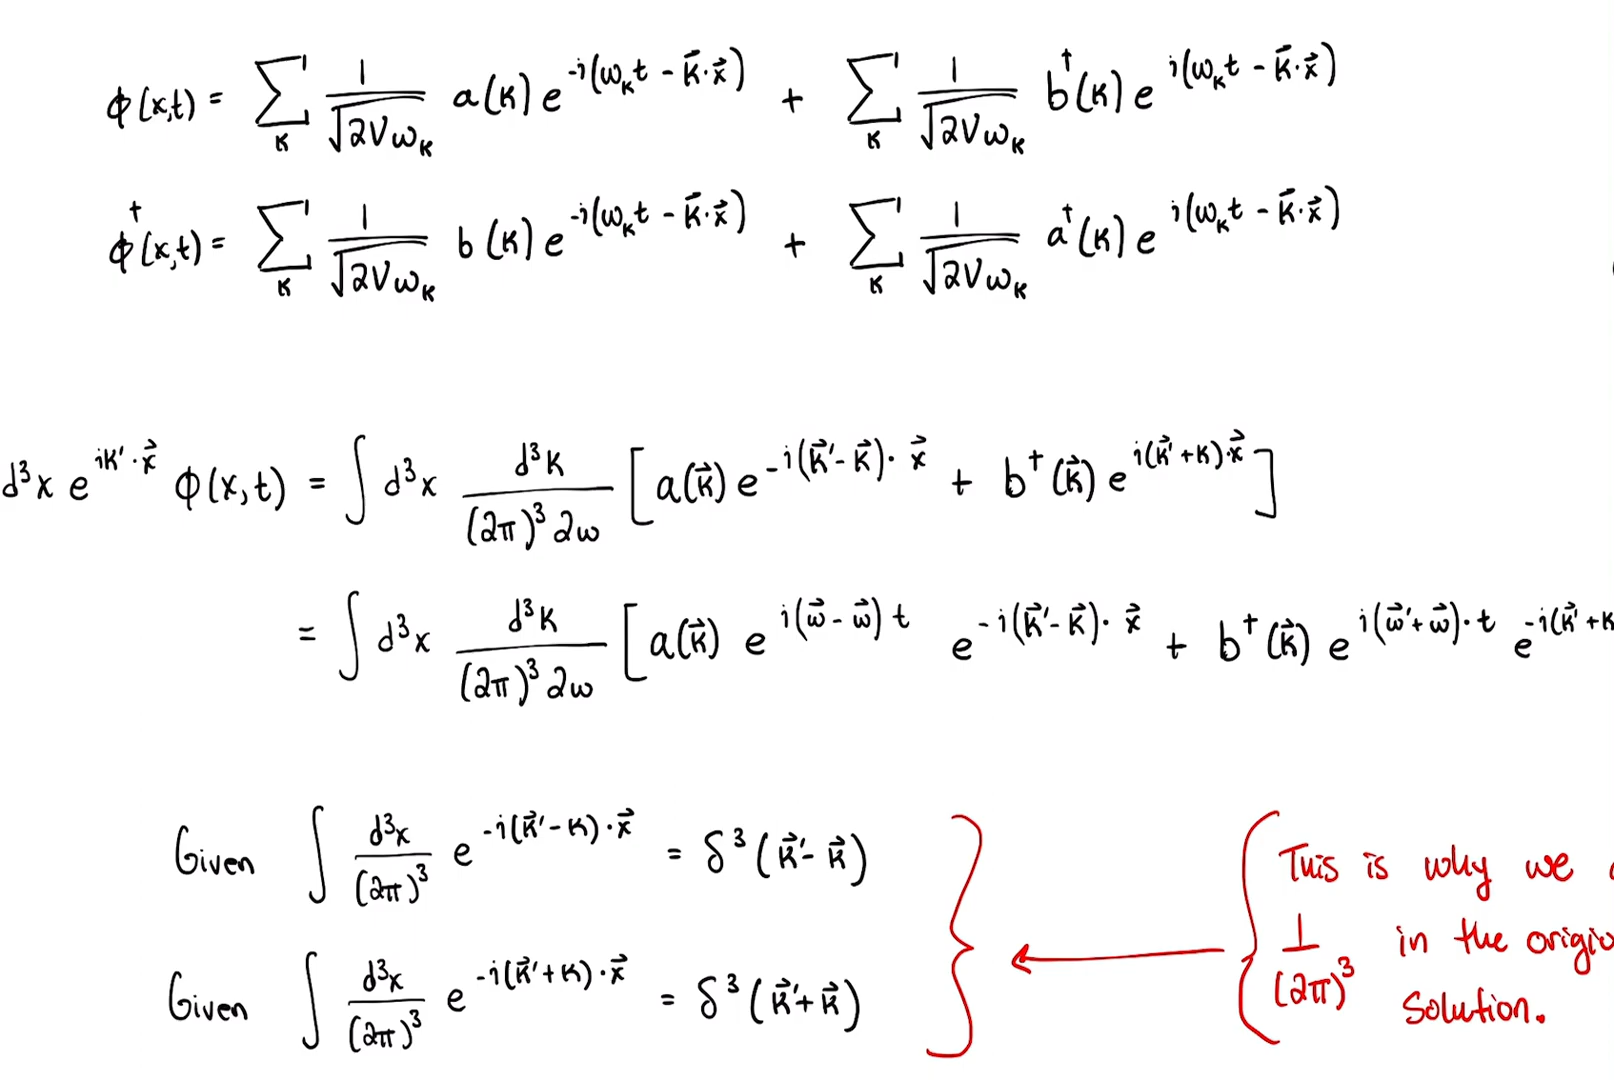 ϕ(x,t) = ∑_K 1/√(2Vω_K) a(K) e^{-i(ω_K t - K⃗·x⃗)} + ∑_K 1/√(2Vω_K) b†(K) e^{i(ω_K t - K⃗·x⃗)}
ϕ†(x,t) = ∑_K 1/√(2Vω_K) b(K) e^{-i(ω_K t - K⃗·x⃗)} + ∑_K 1/√(2Vω_K) a†(K) e^{i(ω_K t - K⃗·x⃗)}
d³x e^{iK'·x⃗} ϕ(x,t) = ∫ d³x d³K/((2π)³ 2ω) [a(K⃗) e^{-i(K⃗'-K⃗)·x⃗} + b†(K⃗) e^{i(K⃗'+K)·x⃗}]
= ∫ d³x d³K/((2π)³ 2ω) [a(K⃗) e^{i(ω⃗-ω⃗)t} e^{-i(K⃗'-K⃗)·x⃗} + b†(K⃗) e^{i(ω⃗'+ω⃗)·t} e^{-i(K⃗'+K
Given ∫ d³x/(2π)³ e^{-i(K⃗'-K)·x⃗} = δ³(K⃗'-K⃗)
Given ∫ d³x/(2π)³ e^{-i(K⃗'+K)·x⃗} = δ³(K⃗'+K⃗)
This is why we
1/(2π)³ in the origin
Solution.